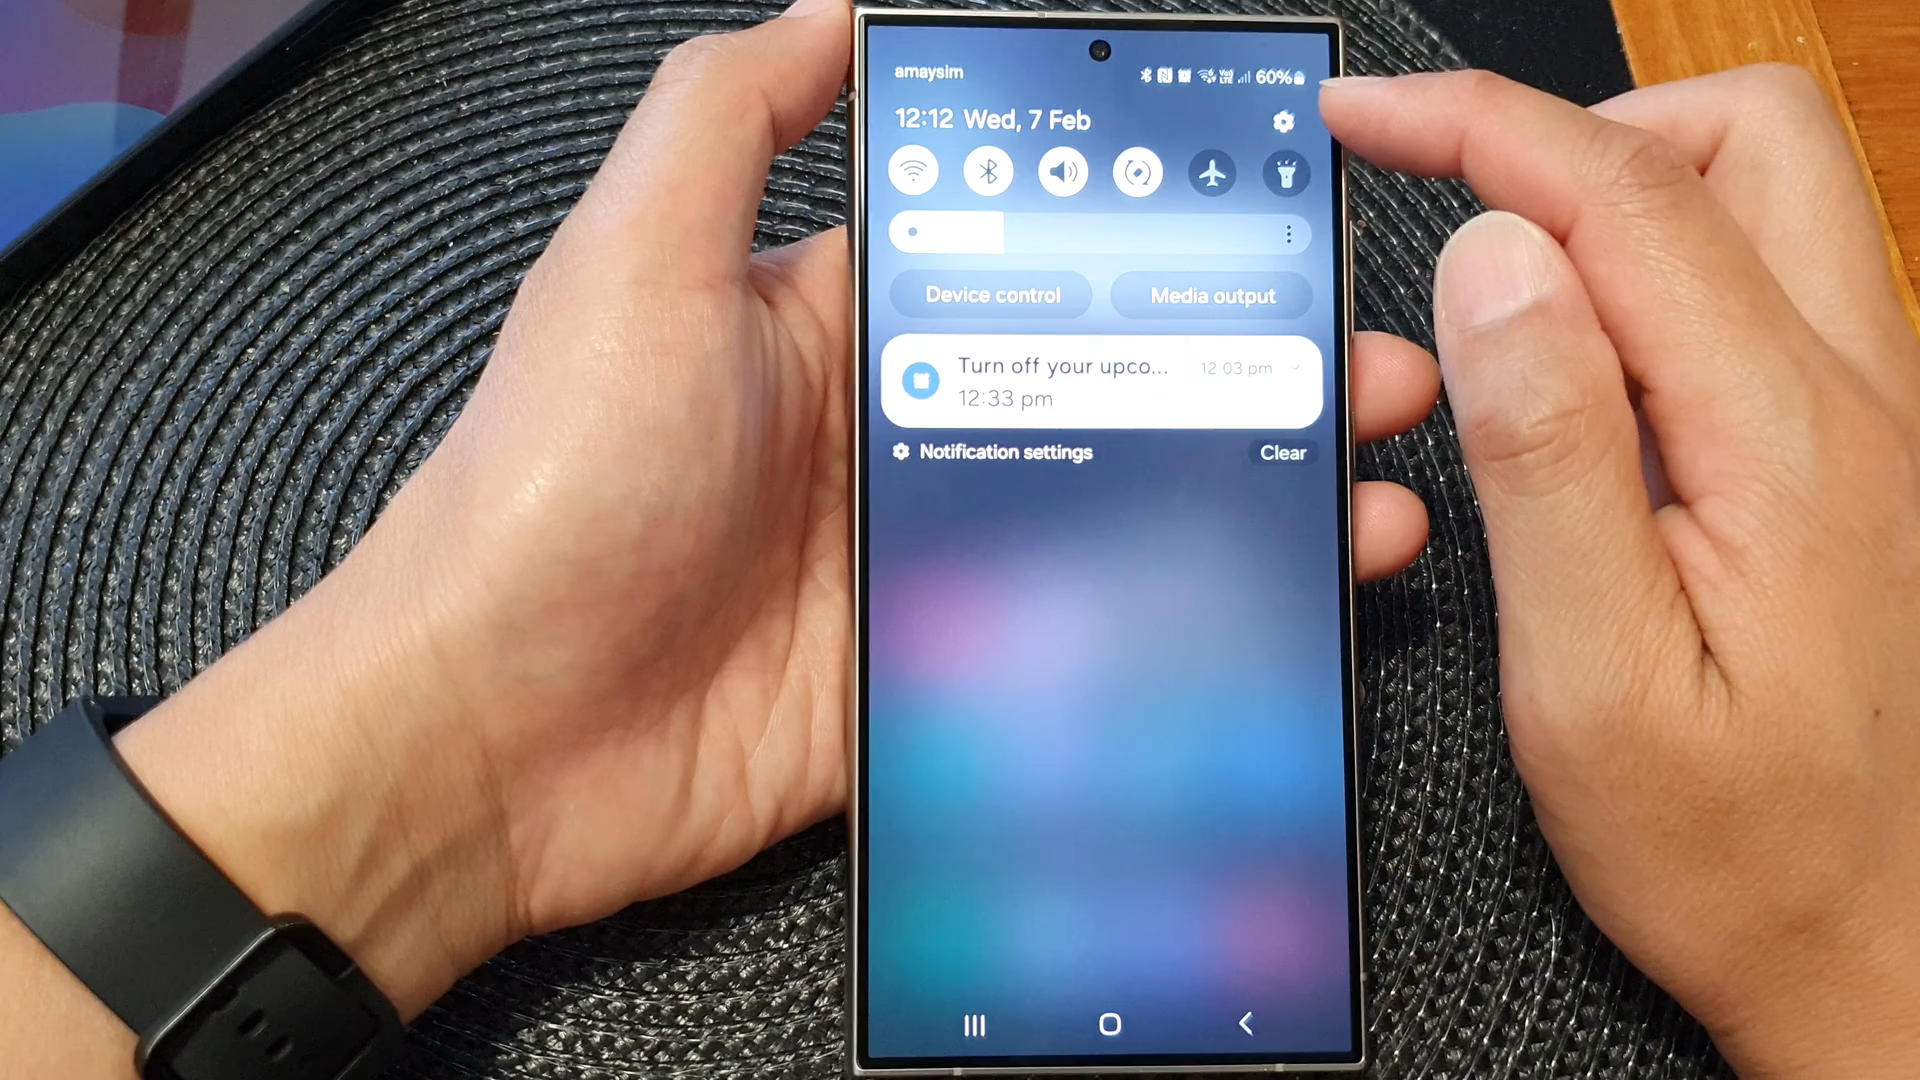 amaysim
60%
12:12 Wed, 7 Feb
Device control
Media output
Turn off your upco... 12 03 pm
12:33 pm
Notification settings
Clear